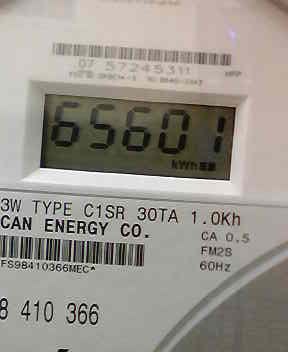 07 57245311
65601
kWh
3W TYPE C1SR 30TA 1.0Kh
CAN ENERGY CO.
CA 0.5
FM2S
60Hz
FS98410366MEC*
8 410 366